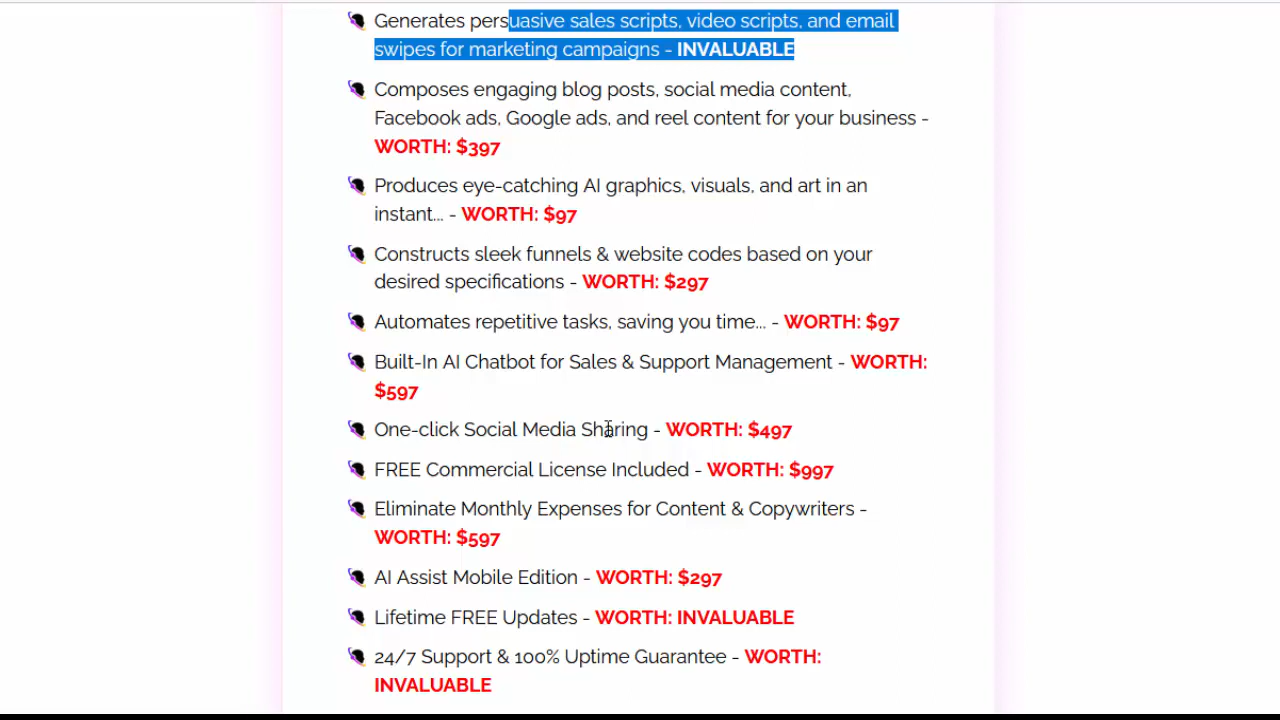 Generates persuasive sales scripts, video scripts, and email
swipes for marketing campaigns - INVALUABLE
Composes engaging blog posts, social media content,
Facebook ads, Google ads, and reel content for your business -
WORTH: $397
Produces eye-catching AI graphics, visuals, and art in an
instant... - WORTH: $97
Constructs sleek funnels & website codes based on your
desired specifications - WORTH: $297
Automates repetitive tasks, saving you time... - WORTH: $97
Built-In AI Chatbot for Sales & Support Management - WORTH:
$597
One-click Social Media Sharing - WORTH: $497
FREE Commercial License Included - WORTH: $997
Eliminate Monthly Expenses for Content & Copywriters -
WORTH: $597
AI Assist Mobile Edition - WORTH: $297
Lifetime FREE Updates - WORTH: INVALUABLE
24/7 Support & 100% Uptime Guarantee - WORTH:
INVALUABLE